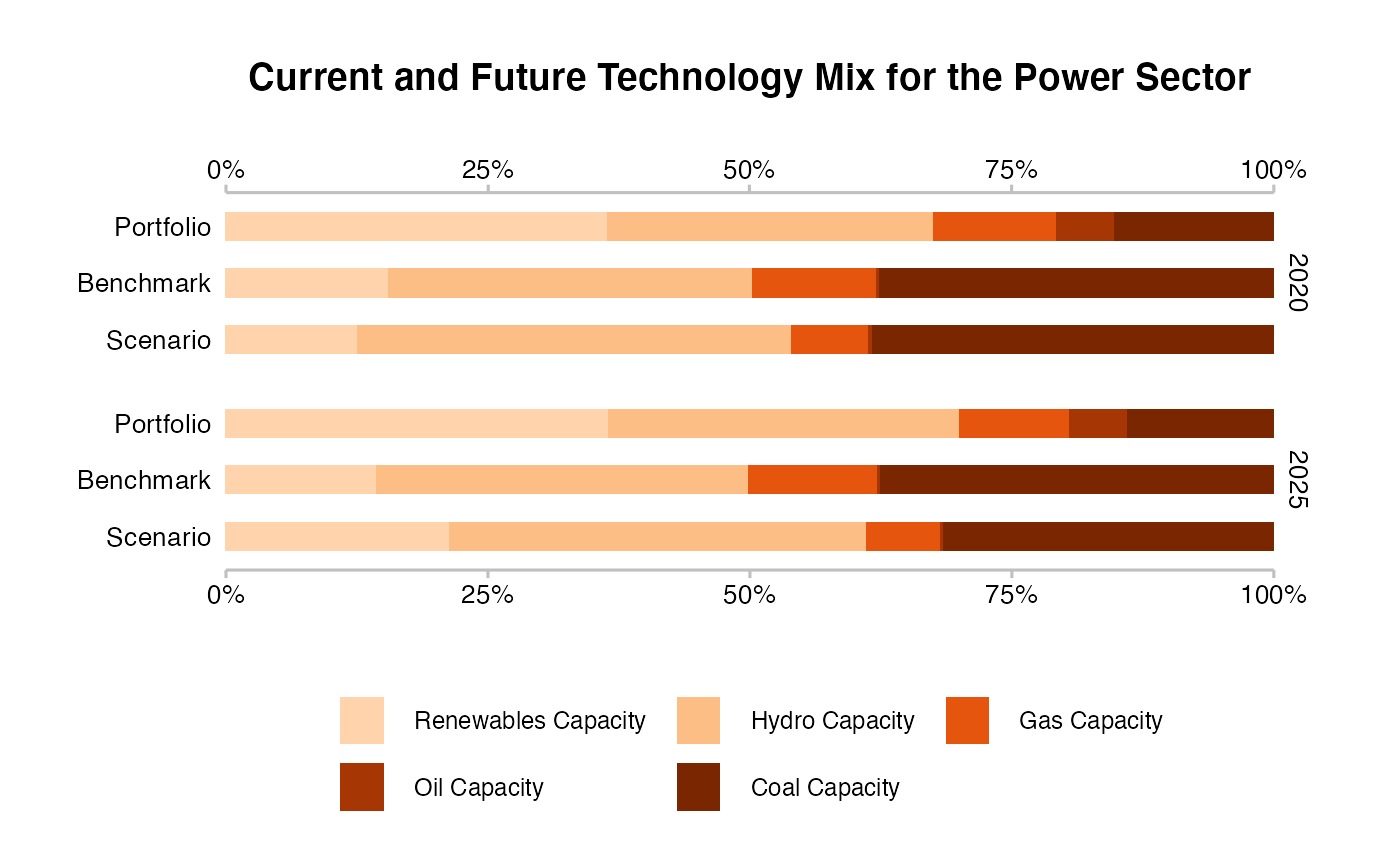 Current and Future Technology Mix for the Power Sector
0% 25% 50% 75% 100%
Portfolio
Benchmark
Scenario
2020
Portfolio
Benchmark
Scenario
2025
0% 25% 50% 75% 100%
Renewables Capacity Hydro Capacity Gas Capacity
Oil Capacity Coal Capacity